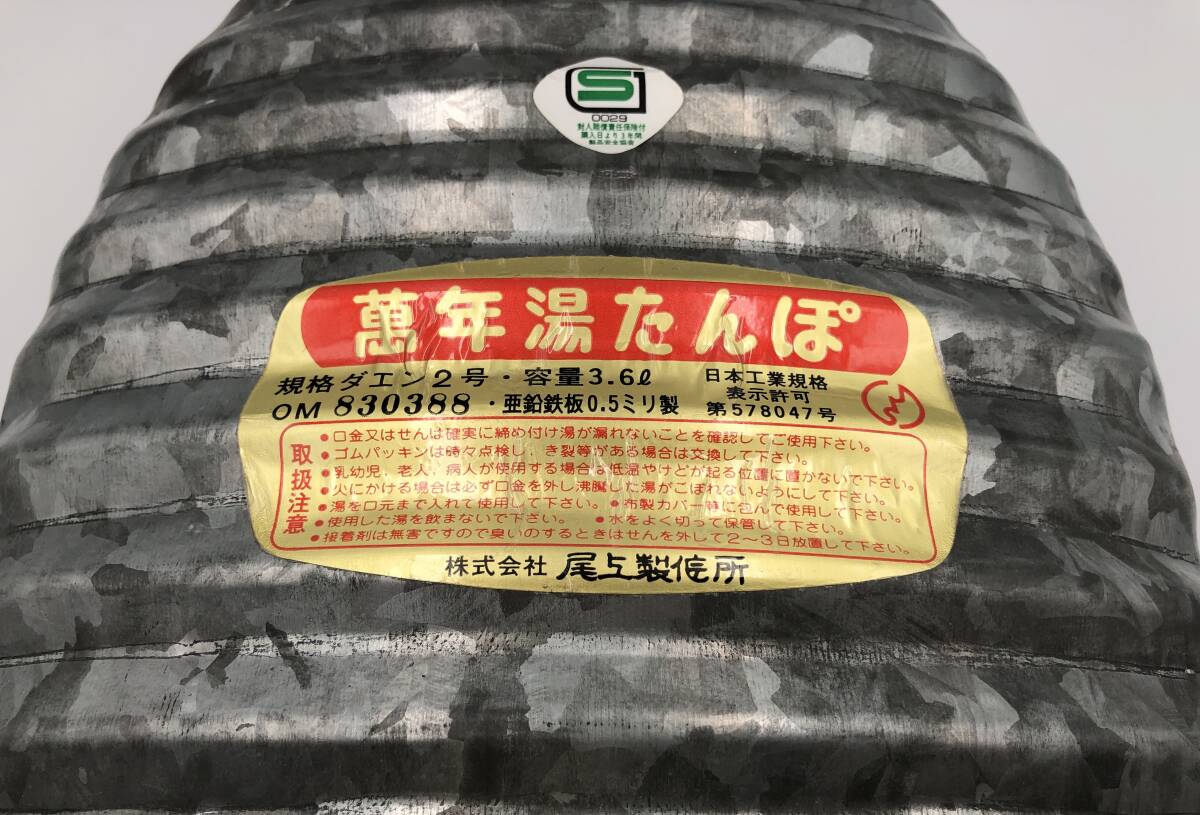 SG
0029
対人賠償責任保険付
購入日より3年間
製品安全協会
萬年湯たんぽ
規格ダエン2号・容量3.6ℓ
OM 830388・亜鉛鉄板0.5ミリ製
日本工業規格
表示許可
第578047号
取扱注意
●口金又はせんは確実に締め付け湯が漏れないことを確認してご使用下さい。
●ゴムパッキンは時々点検し、き裂等がある場合は交換して下さい。
●乳幼児、老人、病人が使用する場合は低温やけどが起る位置に置かないで下さい。
●火にかける場合は必ず口金を外し沸騰した湯がこぼれないようにして下さい。
●湯を口元まで入れて使用して下さい。 ●布製カバー等に包んで使用して下さい。
●使用した湯を飲まないで下さい。 ●水をよく切って保管して下さい。
●接着剤は無害ですので臭いのするときはせんを外して2〜3日放置して下さい。
株式会社 尾上製作所